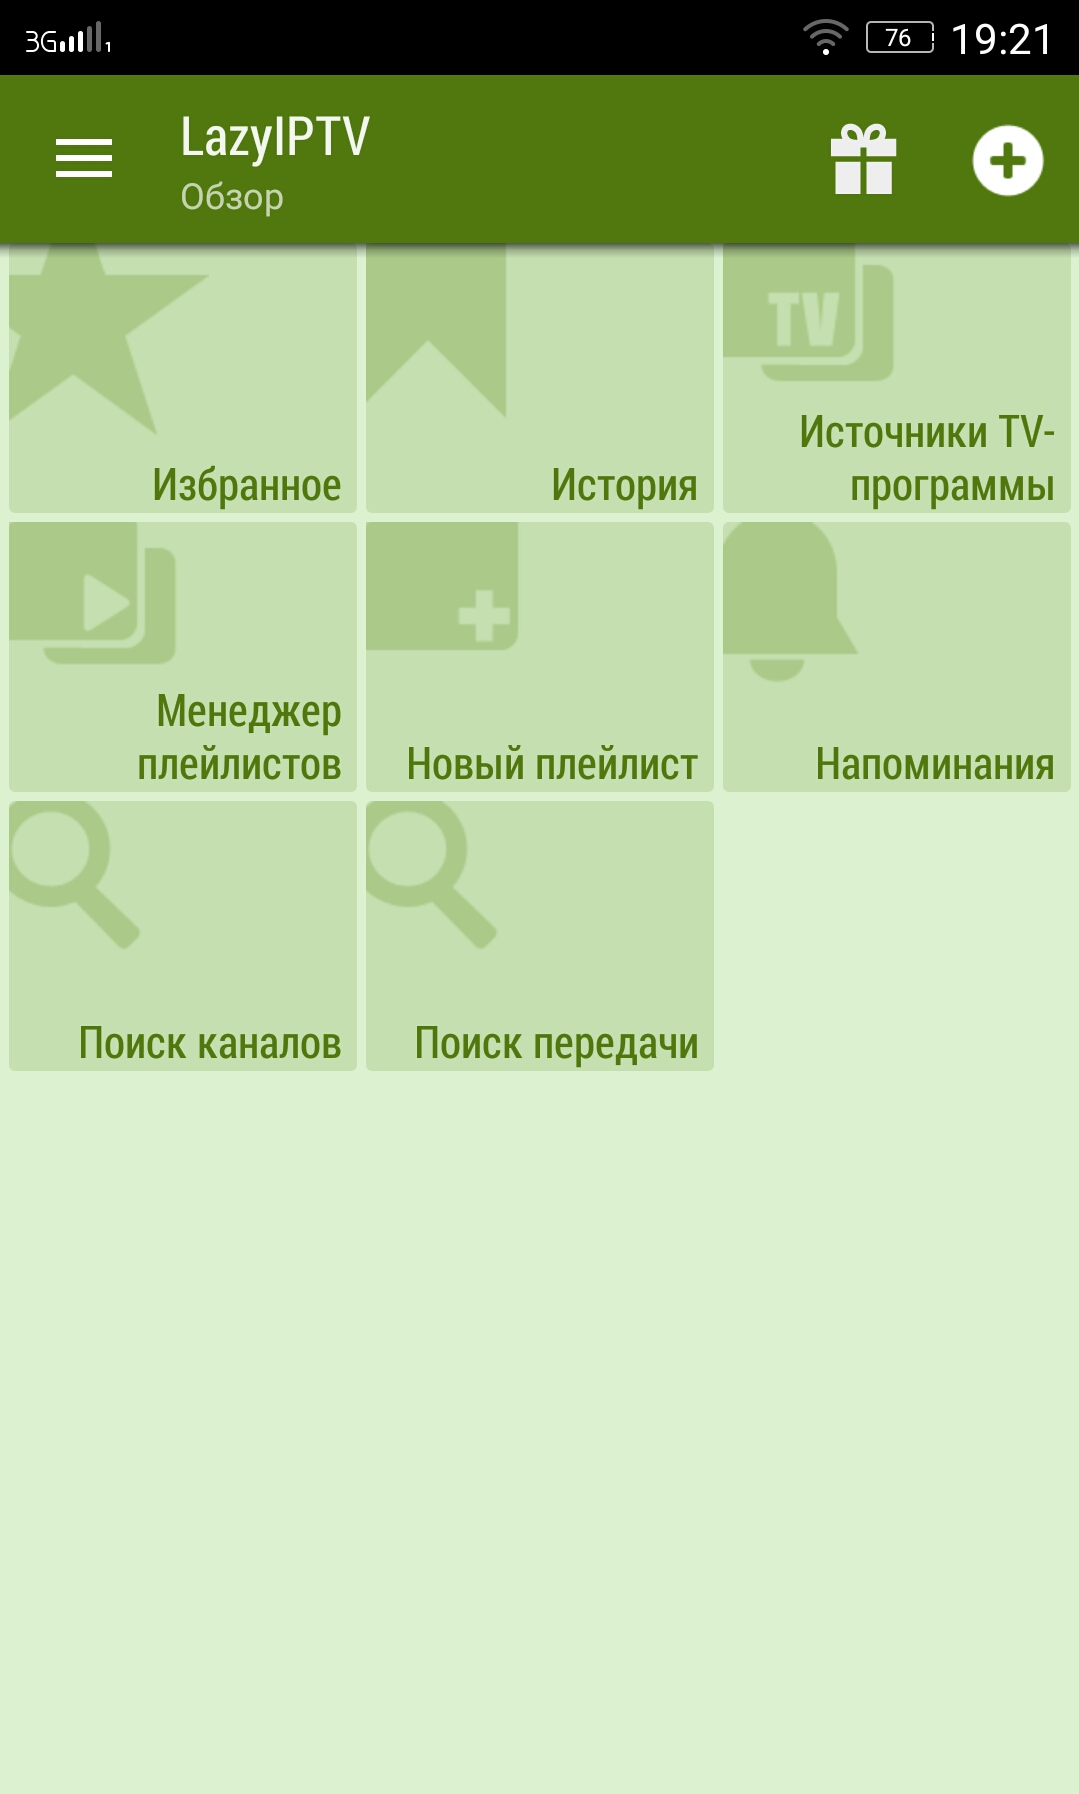 3G 1 76 19:21
LazyIPTV
Обзор
TV
Избранное
История
Источники TV-
программы
Менеджер
плейлистов
Новый плейлист
Напоминания
Поиск каналов
Поиск передачи